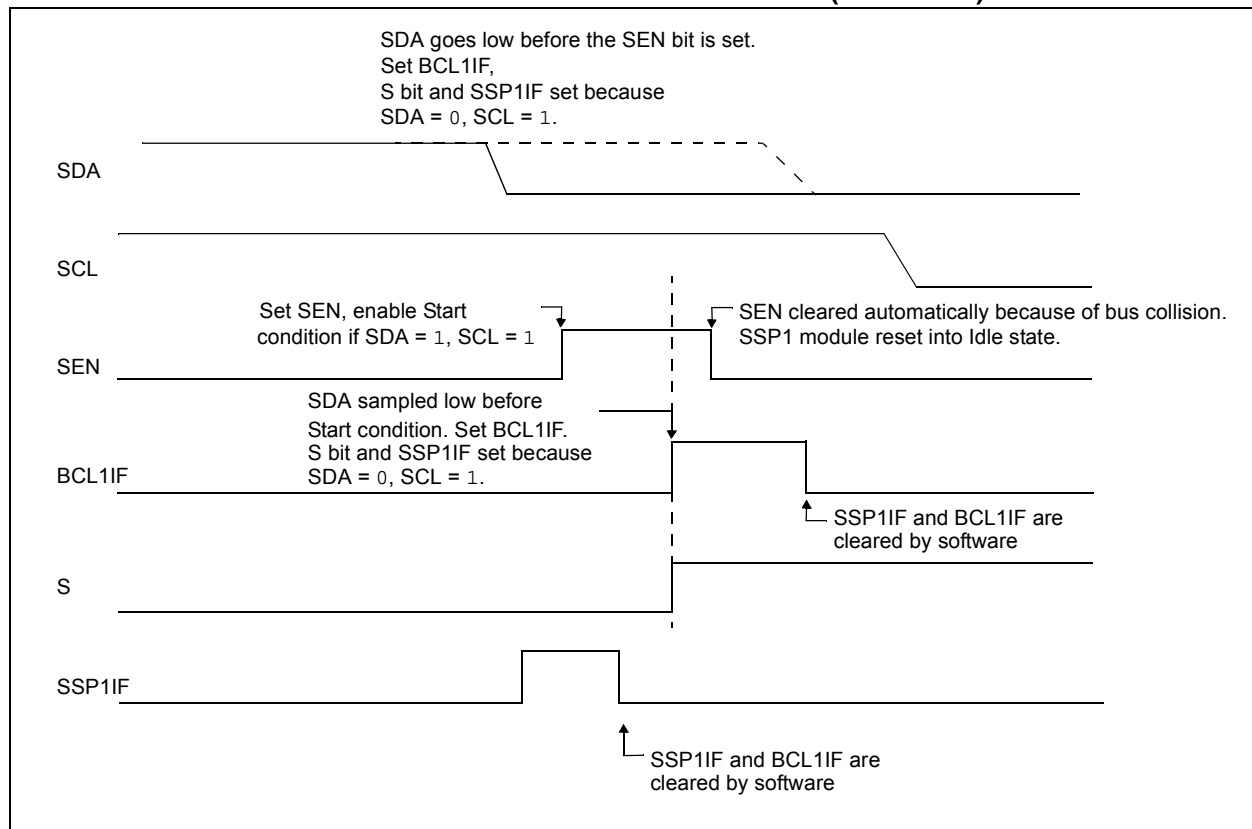 SDA goes low before the SEN bit is set.
Set BCL1IF,
S bit and SSP1IF set because
SDA = 0, SCL = 1.
SDA
SCL
Set SEN, enable Start
condition if SDA = 1, SCL = 1
SEN cleared automatically because of bus collision.
SSP1 module reset into Idle state.
SEN
SDA sampled low before
Start condition. Set BCL1IF.
S bit and SSP1IF set because
SDA = 0, SCL = 1.
BCL1IF
SSP1IF and BCL1IF are
cleared by software
S
SSP1IF
SSP1IF and BCL1IF are
cleared by software